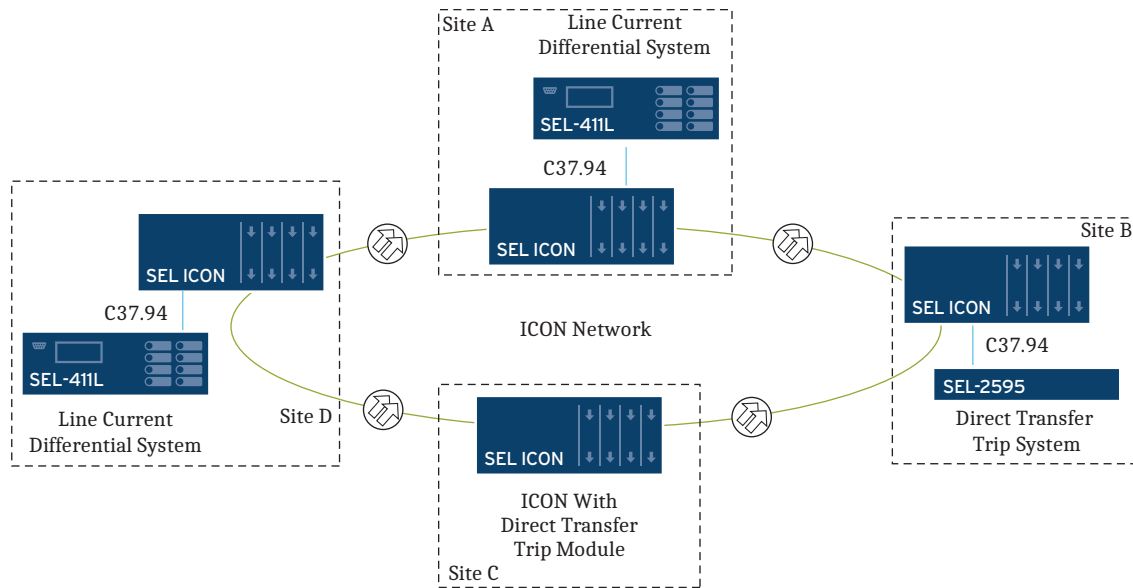 Site A
Line Current
Differential System
SEL-411L
C37.94
SEL ICON
Site B
SEL ICON
C37.94
SEL-2595
Direct Transfer
Trip System
SEL ICON
C37.94
SEL-411L
Line Current
Differential System
Site D
ICON Network
SEL ICON
ICON With
Direct Transfer
Trip Module
Site C